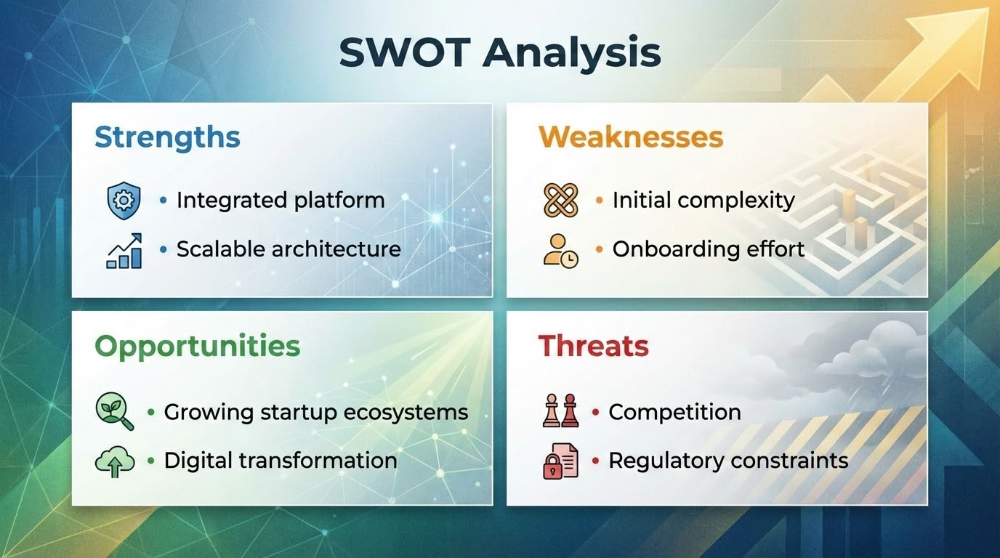 SWOT Analysis
Strengths
• Integrated platform
• Scalable architecture
Weaknesses
• Initial complexity
• Onboarding effort
Opportunities
• Growing startup ecosystems
• Digital transformation
Threats
• Competition
• Regulatory constraints